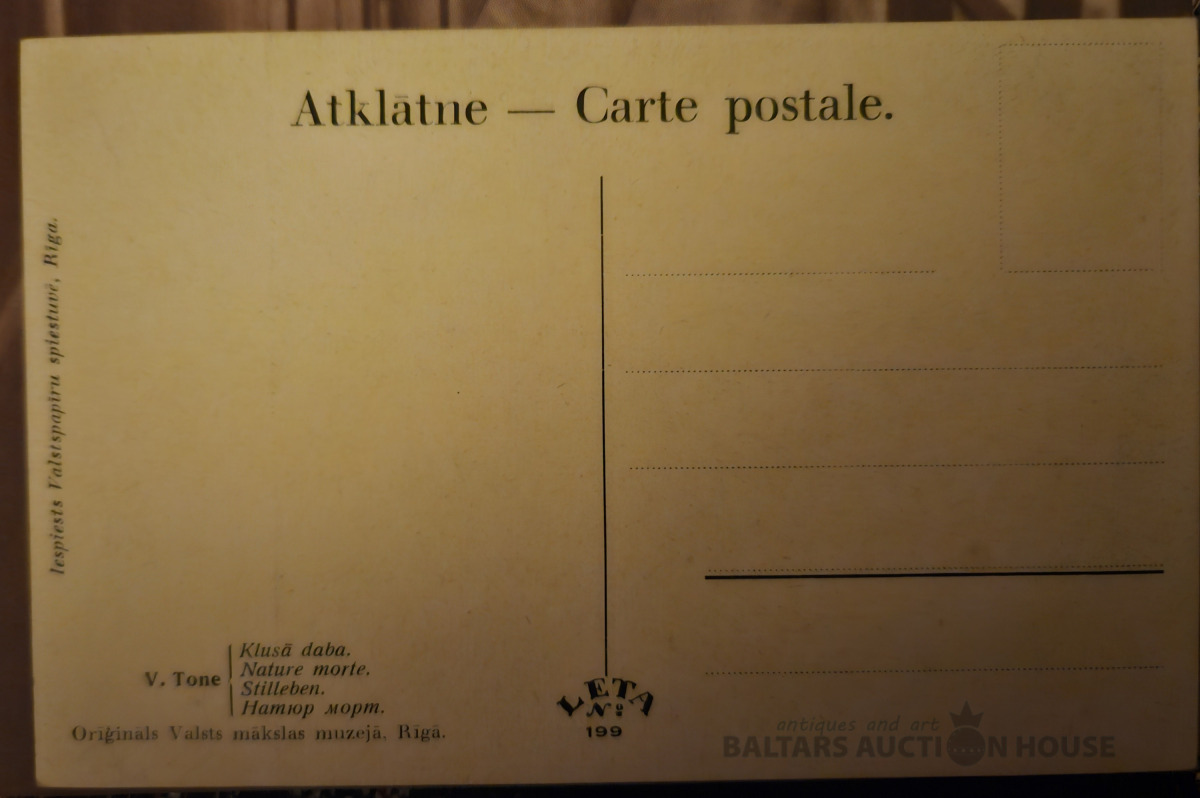 Atklātne — Carte postale.
Iespiests Valstspapīru spiestuvē, Rīgā.
V. Tone
Klusā daba.
Nature morte.
Stilleben.
Натюр морт.
Orīģināls Valsts mākslas muzejā, Rīgā.
LETA
№
199
antiques and art
BALTARS AUCTION HOUSE